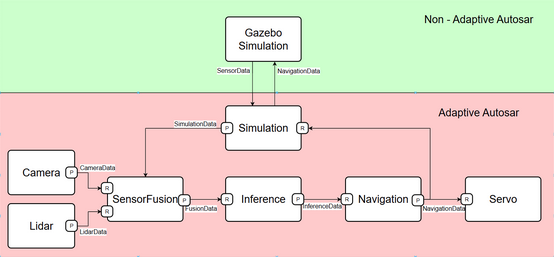 Non - Adaptive Autosar
Gazebo
Simulation
SensorData
NavigationData
Adaptive Autosar
SimulationData
P
Simulation
R
Camera
P
CameraData
R
SensorFusion
P
R
Lidar
P
LidarData
FusionData
R
Inference
P
InferenceData
R
Navigation
P
NavigationData
R
Servo